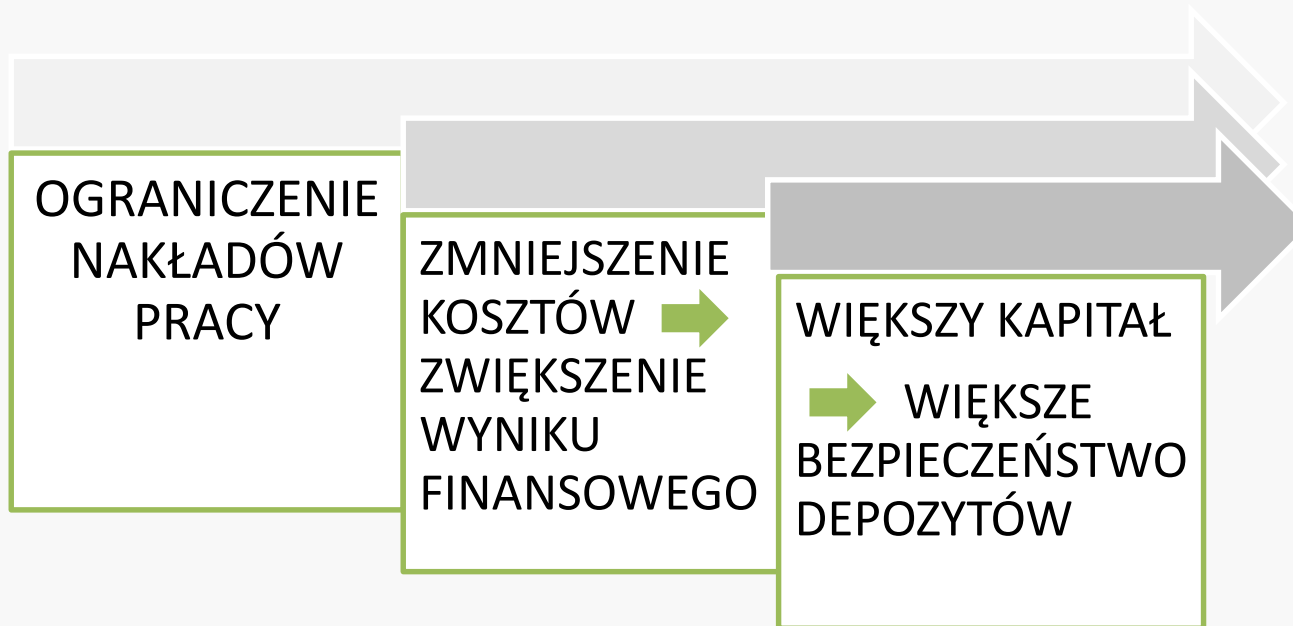 OGRANICZENIE
NAKŁADÓW
PRACY
ZMNIEJSZENIE
KOSZTÓW
ZWIĘKSZENIE
WYNIKU
FINANSOWEGO
WIĘKSZY KAPITAŁ
WIĘKSZE
BEZPIECZEŃSTWO
DEPOZYTÓW